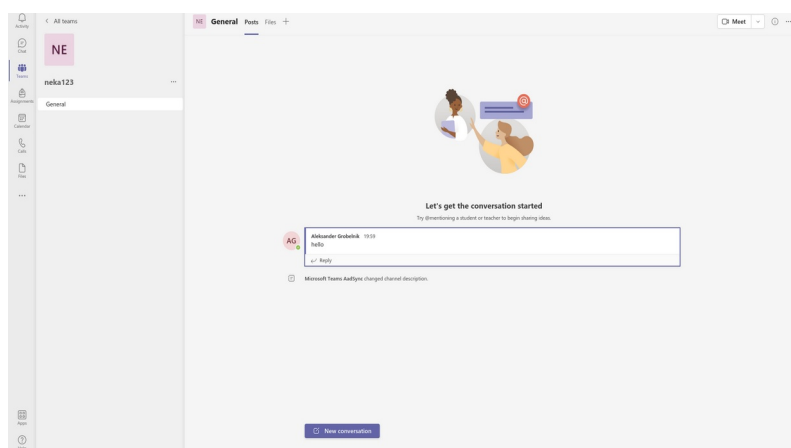 Activity
Chat
Teams
Assignments
Calendar
Calls
Files
Apps
< All teams
NE
neka123
General
NE General Posts Files +
Meet
@
Let's get the conversation started
Try @mentioning a student or teacher to begin sharing ideas.
AG
Aleksander Grobelnik 19:59
hello
Reply
Microsoft Teams AadSync changed channel description.
New conversation